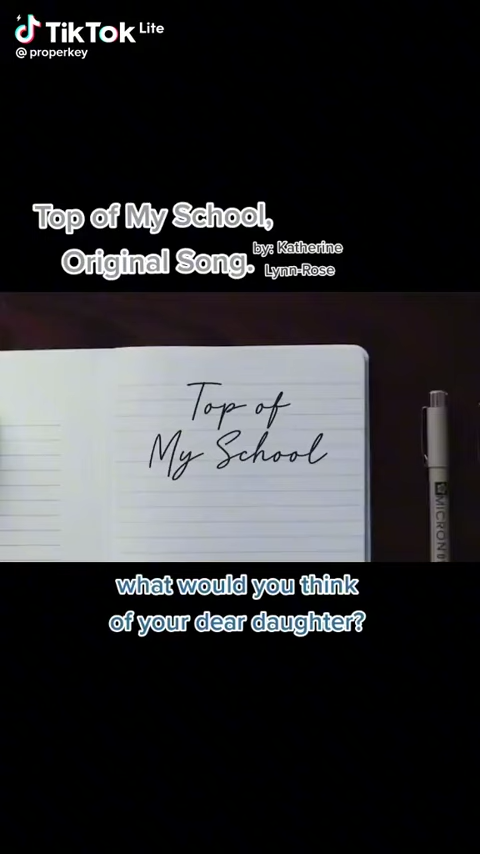 TikTok Lite
@properkey
Top of My School,
Original Song.
by: Katherine
Lynn-Rose
Top of
My School
MICRON
what would you think
of your dear daughter?